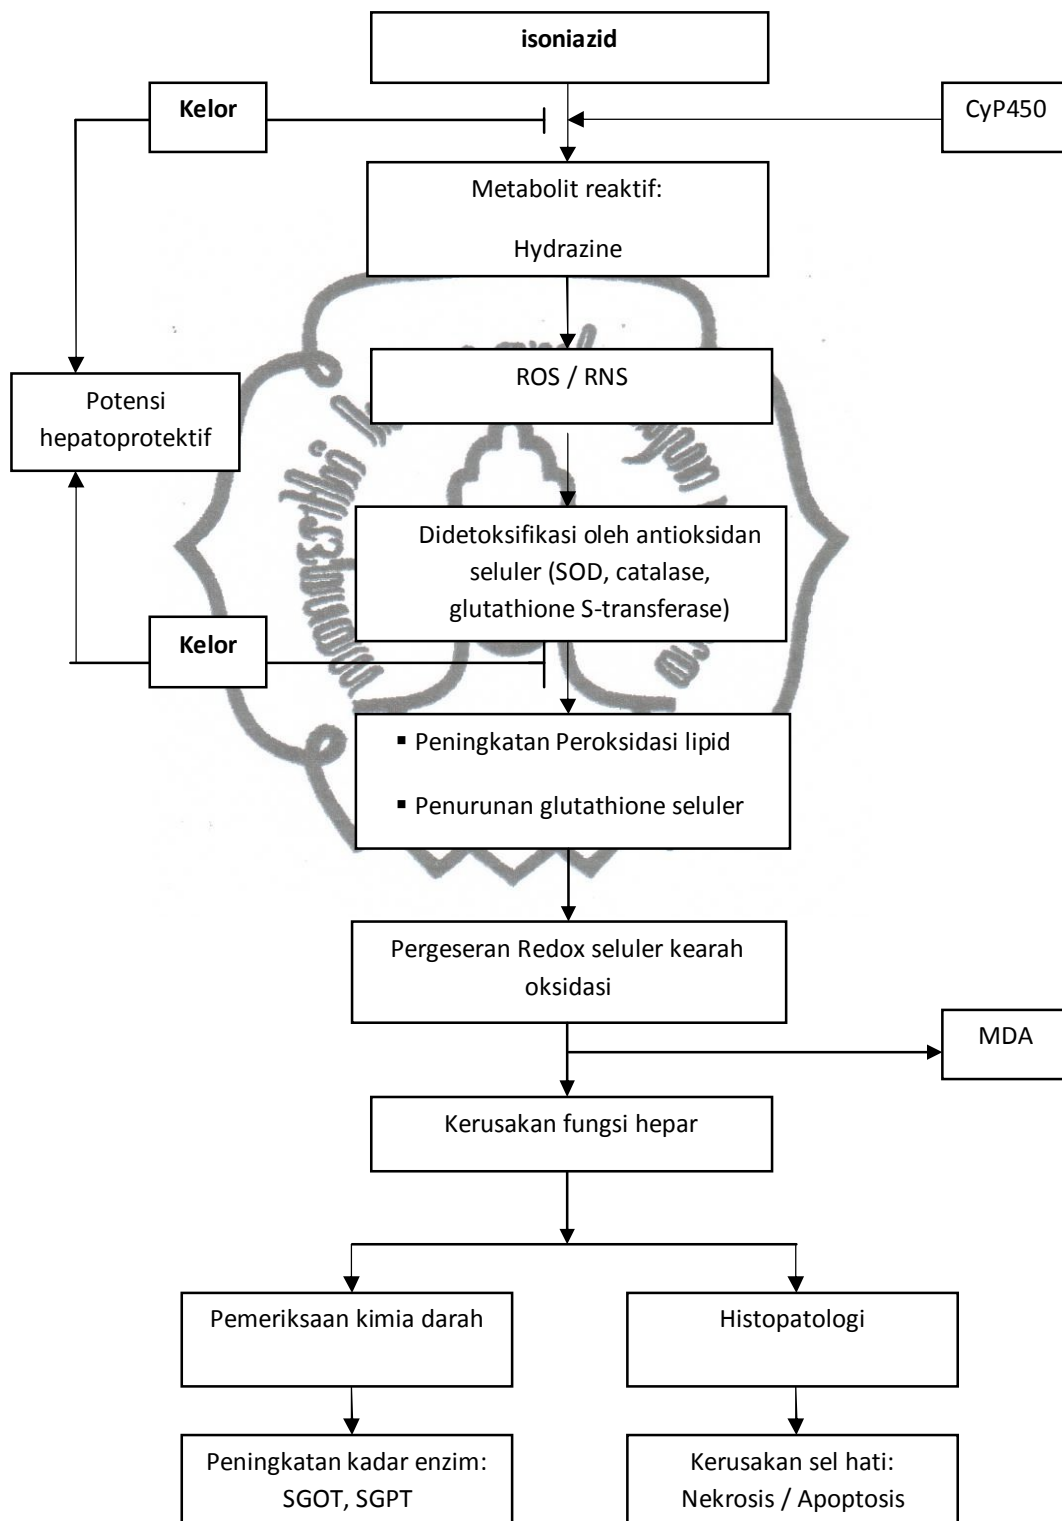 isoniazid
Kelor
CyP450
Metabolit reaktif:
Hydrazine
ROS / RNS
Potensi
hepatoprotektif
Didetoksifikasi oleh antioksidan
seluler (SOD, catalase,
glutathione S-transferase)
Kelor
▪ Peningkatan Peroksidasi lipid
▪ Penurunan glutathione seluler
Pergeseran Redox seluler kearah
oksidasi
MDA
Kerusakan fungsi hepar
Pemeriksaan kimia darah
Histopatologi
Peningkatan kadar enzim:
SGOT, SGPT
Kerusakan sel hati:
Nekrosis / Apoptosis